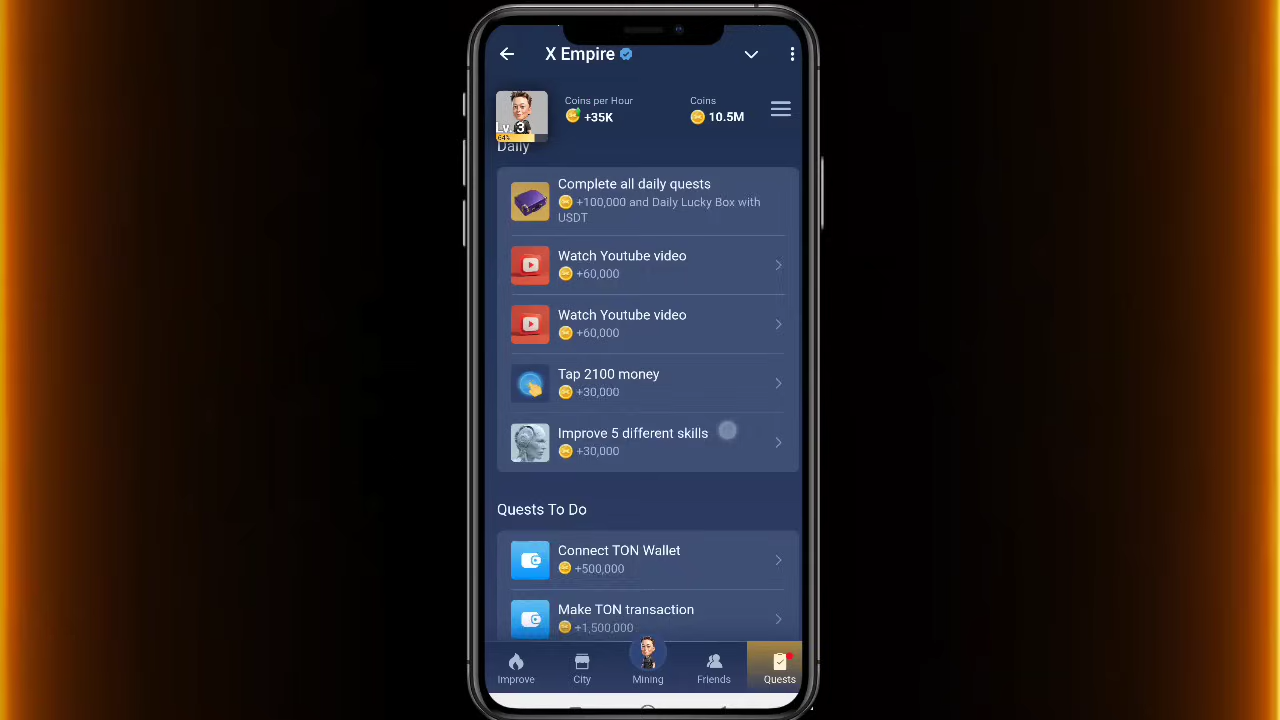 X Empire
Coins per Hour
+35K
Coins
10.5M
Lv. 3
64%
Daily
Complete all daily quests
+100,000 and Daily Lucky Box with
USDT
Watch Youtube video
+60,000
Watch Youtube video
+60,000
Tap 2100 money
+30,000
Improve 5 different skills
+30,000
Quests To Do
Connect TON Wallet
+500,000
Make TON transaction
+1,500,000
Improve
City
Mining
Friends
Quests